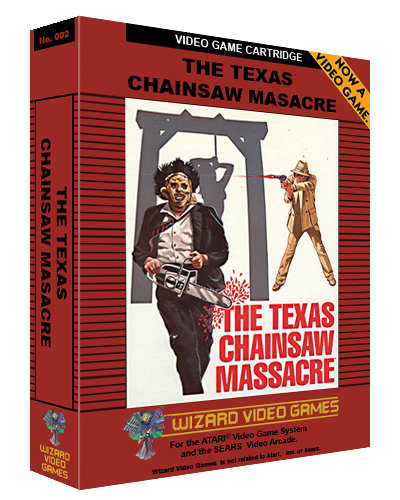 No. 002
THE TEXAS
CHAINSAW MASSACRE
WIZARD
VIDEO GAMES
VIDEO GAME CARTRIDGE
NOW A
VIDEO GAME.
THE TEXAS
CHAINSAW MASACRE
THE TEXAS
CHAINSAW
MASSACRE
WIZARD VIDEO GAMES
For the ATARI® Video Game System
and the SEARS Video Arcade.
Wizard Video Games is not related to Atari, Inc. or Sears.